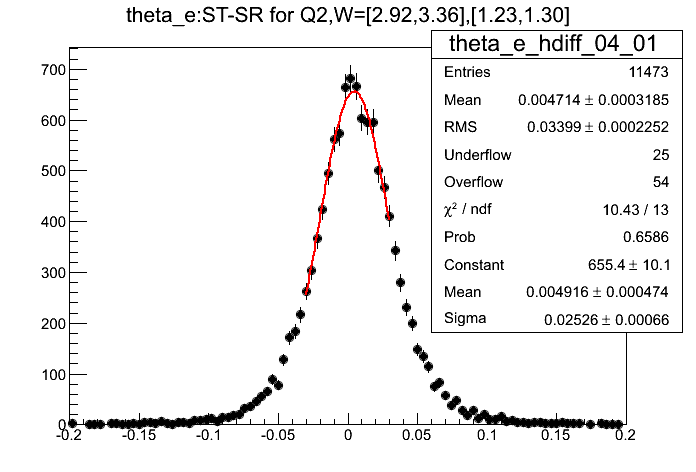 theta_e:ST-SR for Q2,W=[2.92,3.36],[1.23,1.30]
theta_e_hdiff_04_01
Entries 11473
Mean 0.004714 ± 0.0003185
RMS 0.03399 ± 0.0002252
Underflow 25
Overflow 54
χ² / ndf 10.43 / 13
Prob 0.6586
Constant 655.4 ± 10.1
Mean 0.004916 ± 0.000474
Sigma 0.02526 ± 0.00066
700
600
500
400
300
200
100
0
-0.2 -0.15 -0.1 -0.05 0 0.05 0.1 0.15 0.2